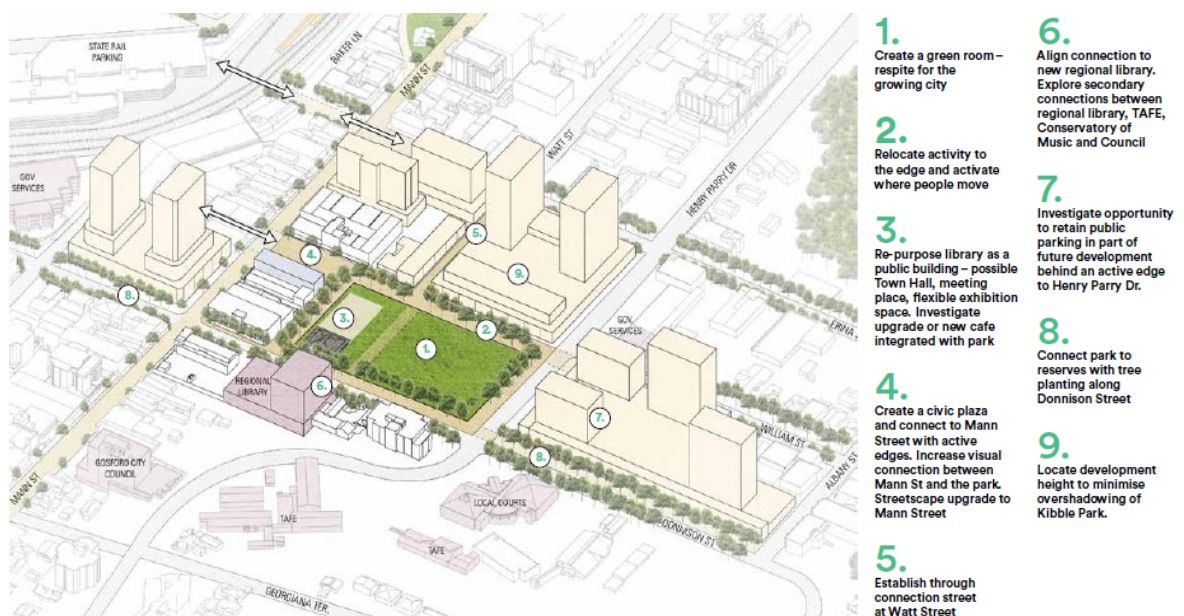 STATE RAIL
PARKING
BAKER LN
MANN ST
WATT ST
HENRY PARRY DR
GOV.
SERVICES
5.
4.
9.
8.
3.
2.
GOV.
SERVICES
1.
REGIONAL
LIBRARY
6.
7.
WILLIAM ST
ALBANY ST
8.
GOSFORD CITY
COUNCIL
MANN ST
LOCAL COURTS
TAFE
DONNISON ST
TAFE
GEORGIANA TER.
1.
Create a green room –
respite for the
growing city
2.
Relocate activity to
the edge and activate
where people move
3.
Re-purpose library as a
public building – possible
Town Hall, meeting
place, flexible exhibition
space. Investigate
upgrade or new cafe
integrated with park
4.
Create a civic plaza
and connect to Mann
Street with active
edges. Increase visual
connection between
Mann St and the park.
Streetscape upgrade to
Mann Street
5.
Establish through
connection street
at Watt Street
6.
Align connection to
new regional library.
Explore secondary
connections between
regional library, TAFE,
Conservatory of
Music and Council
7.
Investigate opportunity
to retain public
parking in part of
future development
behind an active edge
to Henry Parry Dr.
8.
Connect park to
reserves with tree
planting along
Donnison Street
9.
Locate development
height to minimise
overshadowing of
Kibble Park.